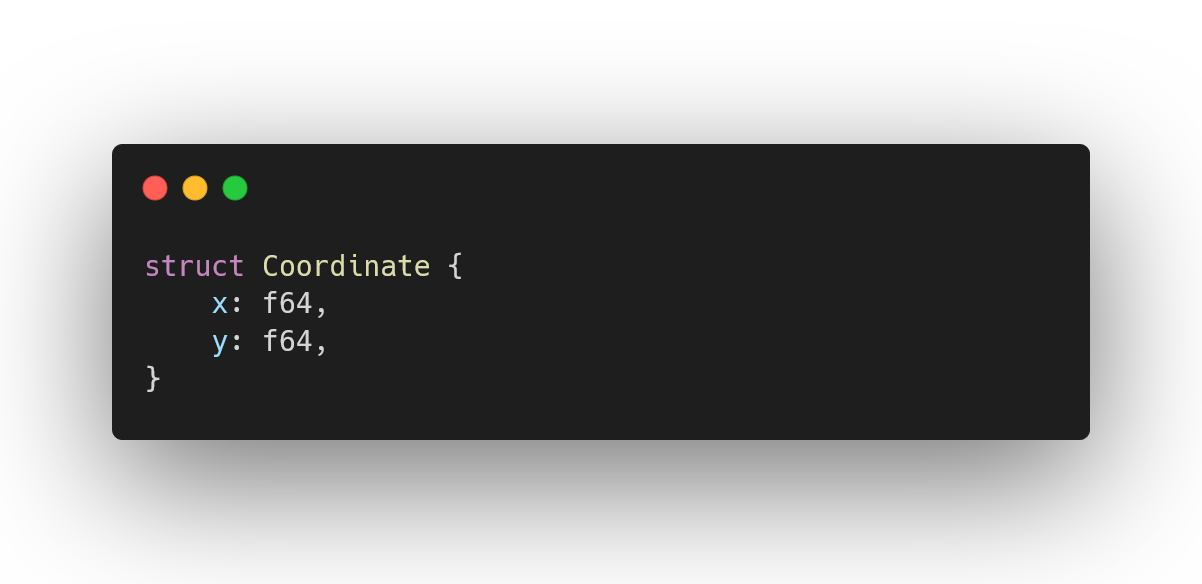 struct Coordinate {
    x: f64,
    y: f64,
}